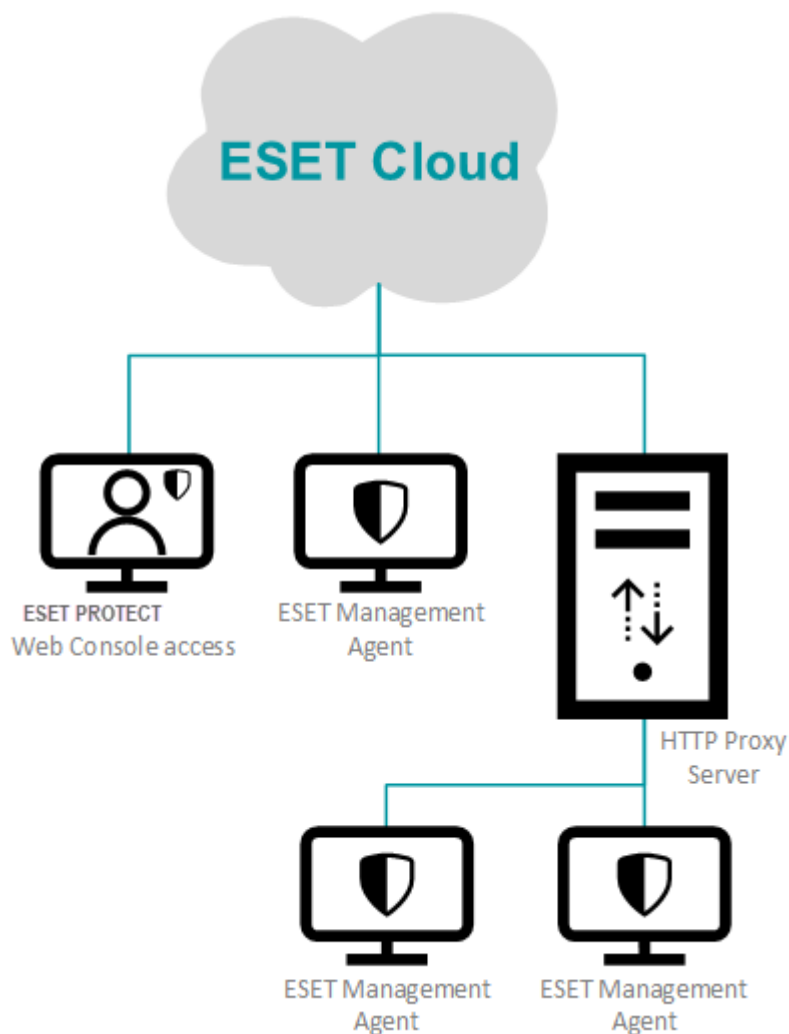 ESET Cloud
ESET PROTECT
Web Console access
ESET Management
Agent
HTTP Proxy
Server
ESET Management
Agent
ESET Management
Agent